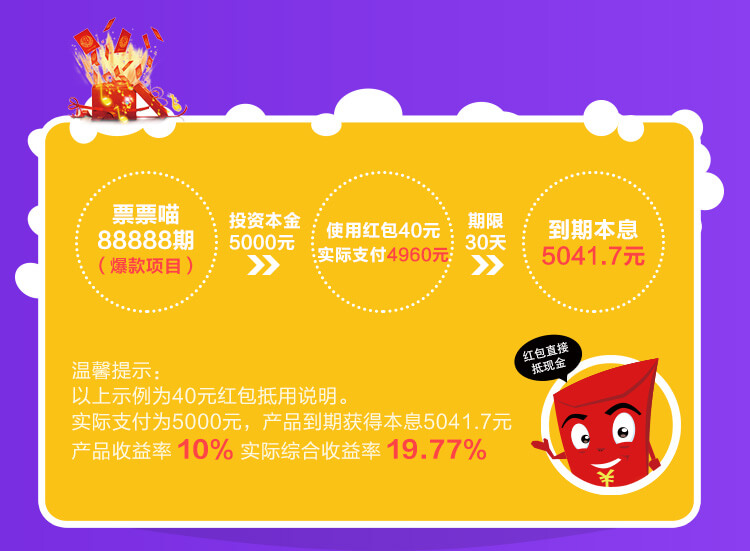 票票喵
88888期
（爆款项目）
投资本金
5000元
使用红包40元
实际支付4960元
期限
30天
到期本息
5041.7元
温馨提示：
以上示例为40元红包抵用说明。
实际支付为5000元，产品到期获得本息5041.7元
产品收益率 10% 实际综合收益率 19.77%
红包直接
抵现金
¥